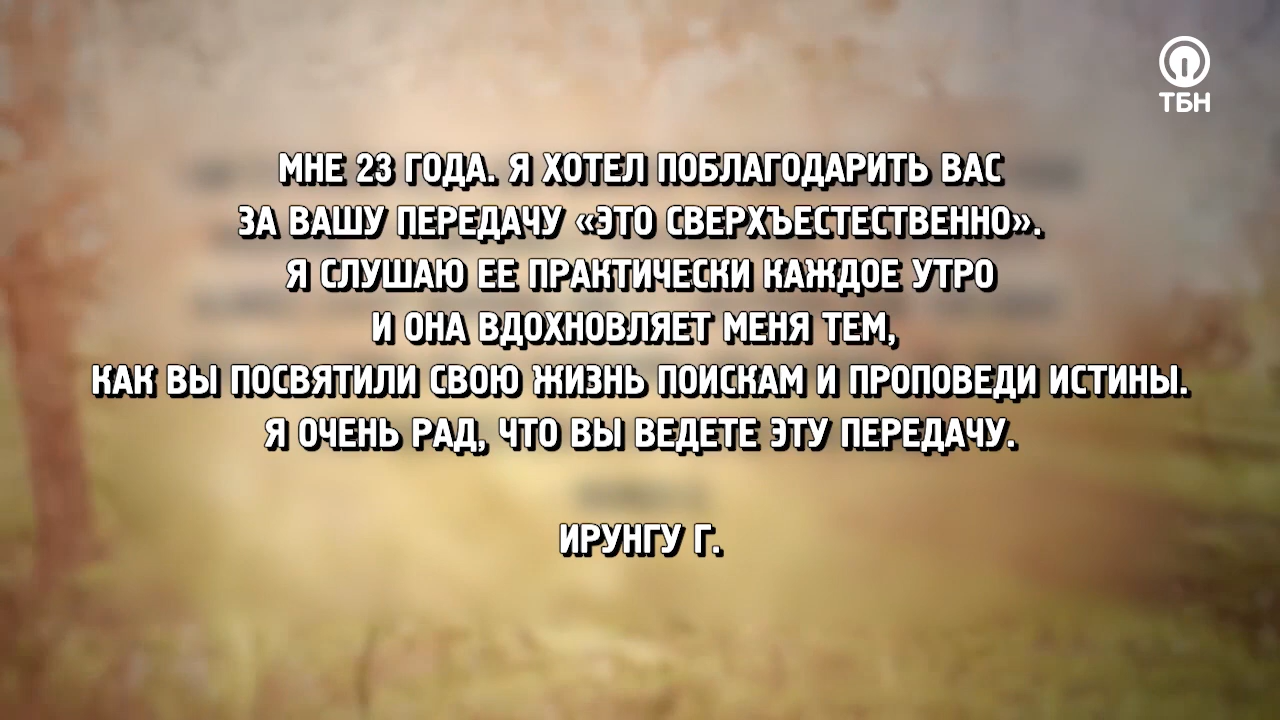 ТБН
МНЕ 23 ГОДА. Я ХОТЕЛ ПОБЛАГОДАРИТЬ ВАС
ЗА ВАШУ ПЕРЕДАЧУ «ЭТО СВЕРХЪЕСТЕСТВЕННО».
Я СЛУШАЮ ЕЕ ПРАКТИЧЕСКИ КАЖДОЕ УТРО
И ОНА ВДОХНОВЛЯЕТ МЕНЯ ТЕМ,
КАК ВЫ ПОСВЯТИЛИ СВОЮ ЖИЗНЬ ПОИСКАМ И ПРОПОВЕДИ ИСТИНЫ.
Я ОЧЕНЬ РАД, ЧТО ВЫ ВЕДЕТЕ ЭТУ ПЕРЕДАЧУ.
ИРУНГУ Г.